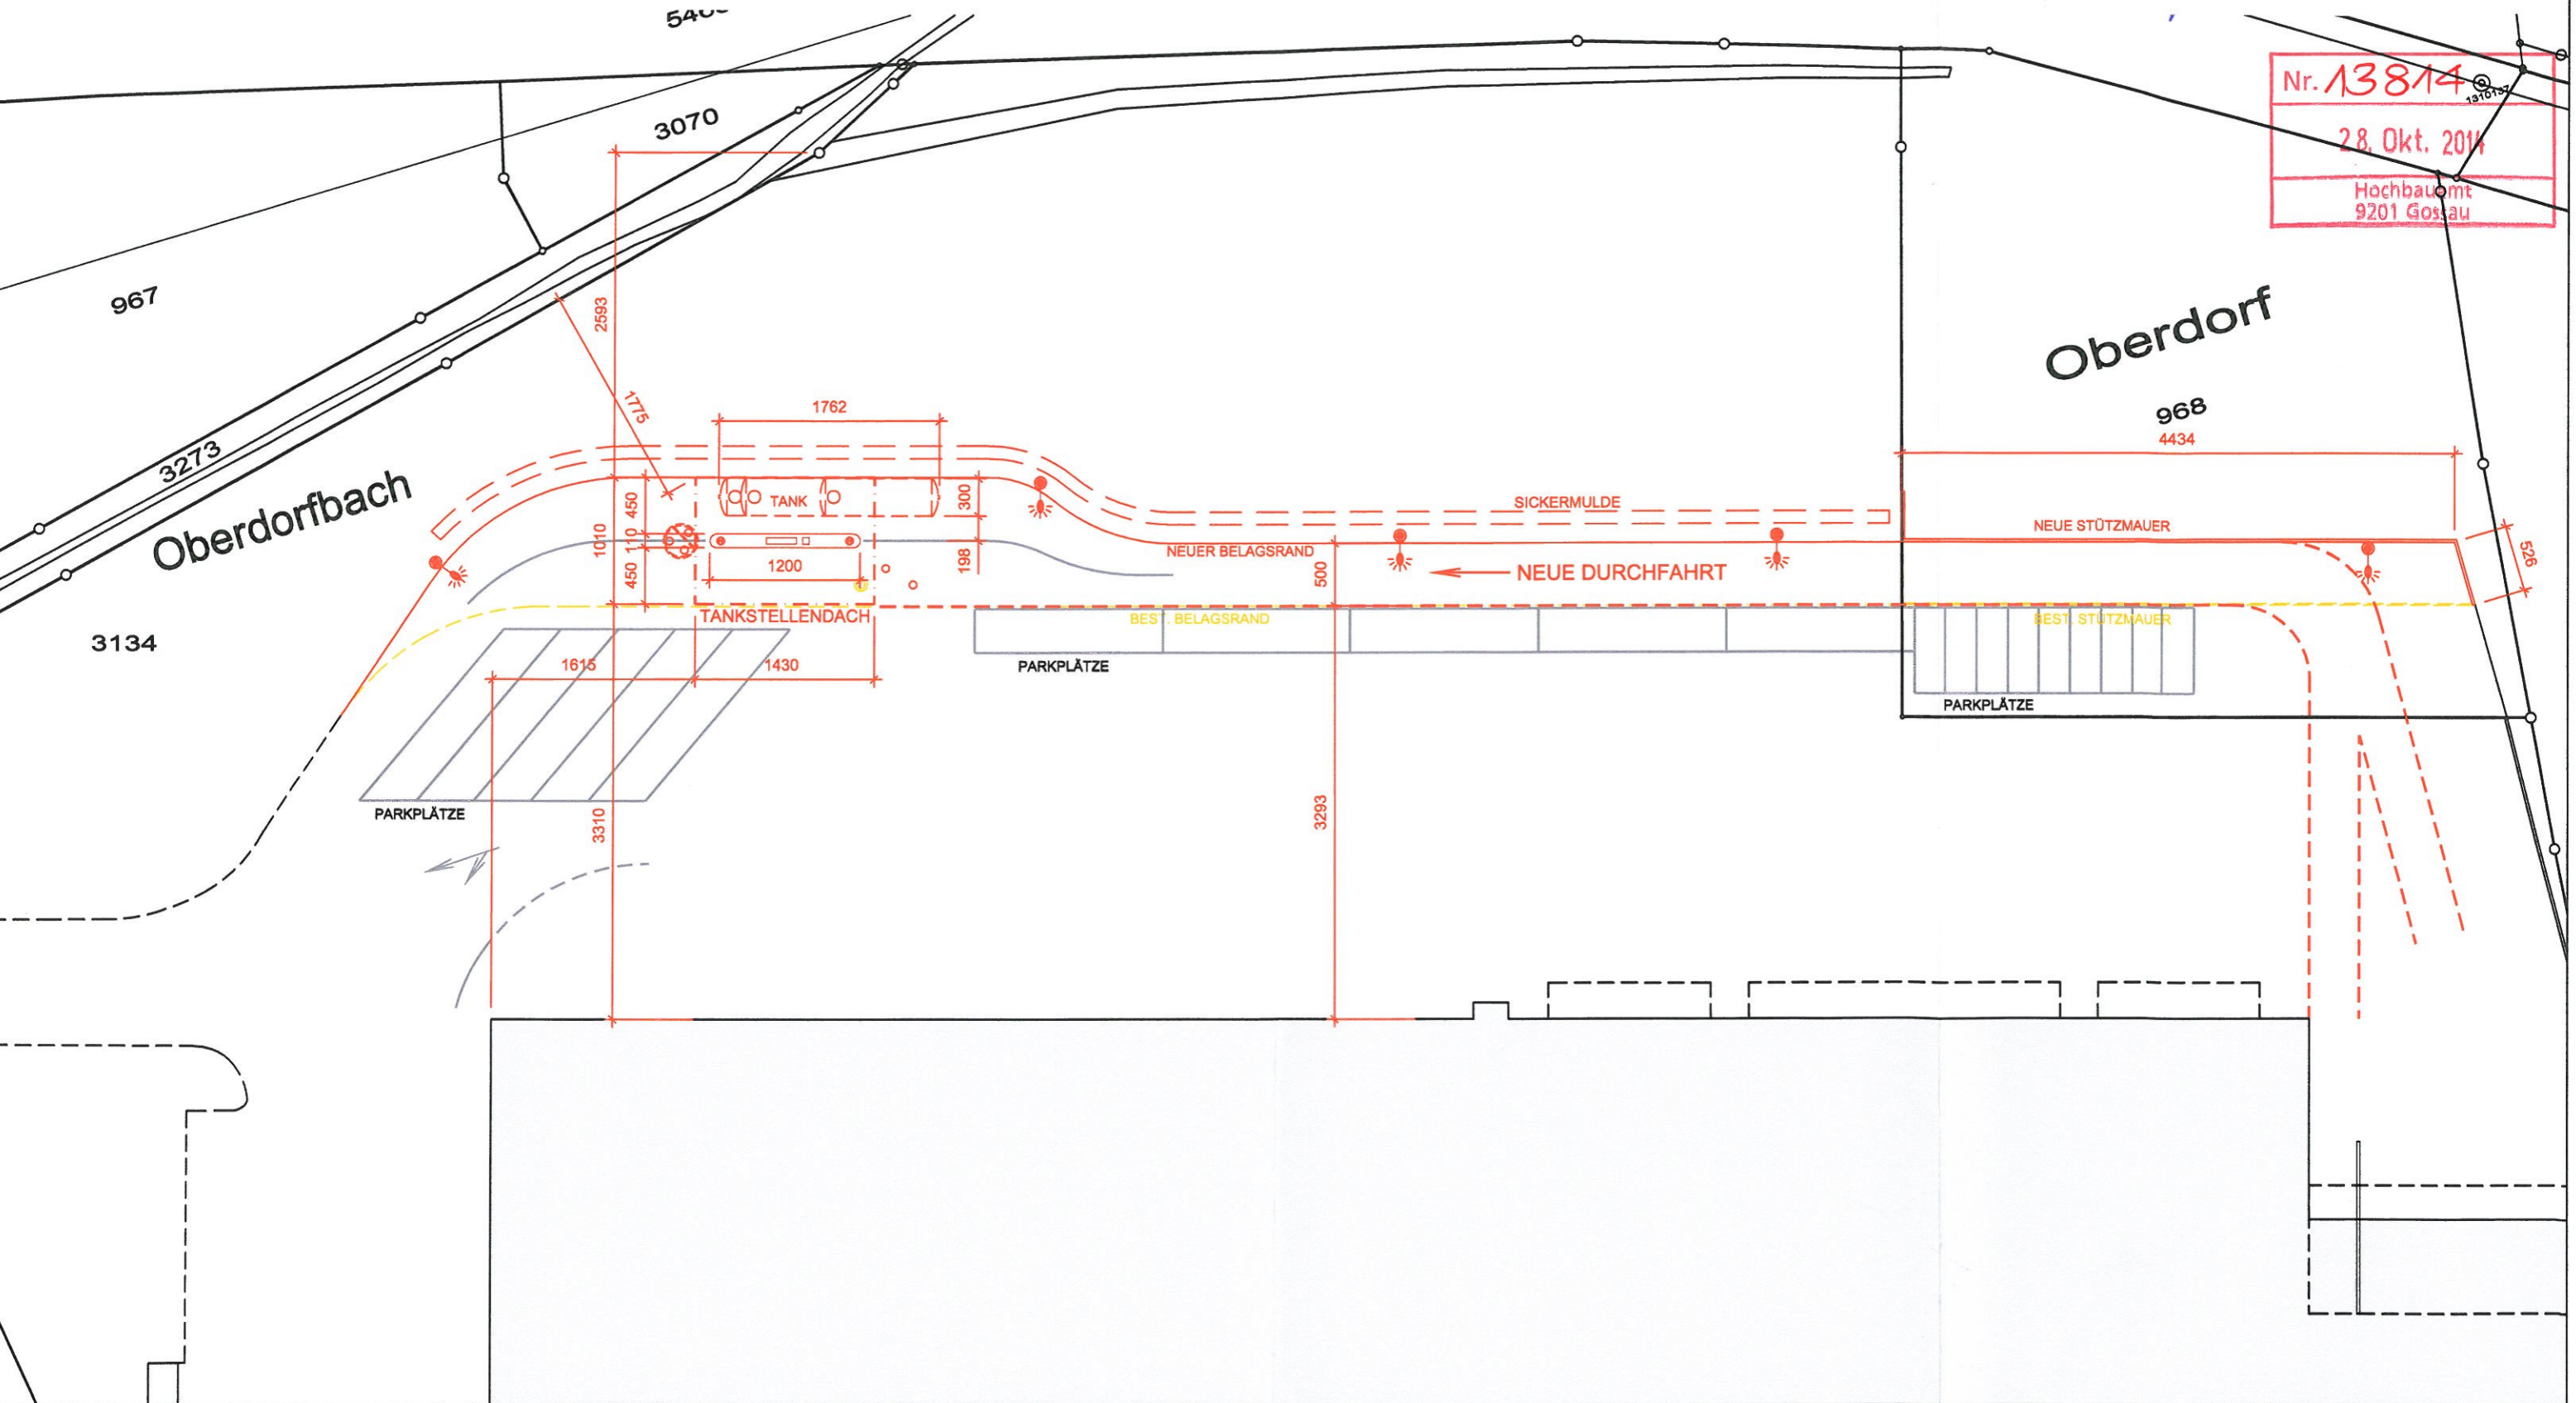 3070
Nr. 13814
1310137
28. Okt. 2014
Hochbauamt
9201 Gossau
967
2593
Oberdorf
968
1775
1762
4434
3273
Oberdorfbach
450
TANK
300
SICKERMULDE
NEUE STÜTZMAUER
1010
110
NEUER BELAGSRAND
526
198
1200
450
500
NEUE DURCHFAHRT
TANKSTELLENDACH
BEST. BELAGSRAND
BEST. STÜTZMAUER
3134
1615
1430
PARKPLÄTZE
PARKPLÄTZE
PARKPLÄTZE
3310
3293